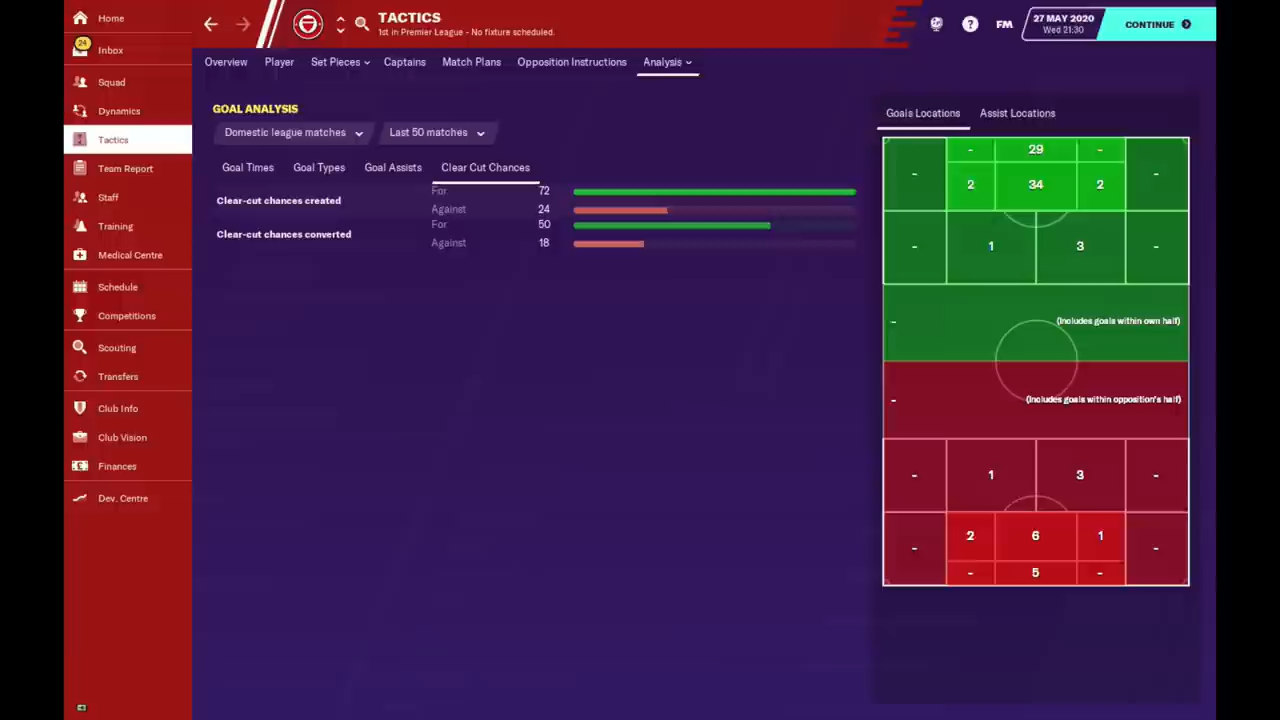 Home
24
Inbox
Squad
Dynamics
Tactics
Team Report
Staff
Training
Medical Centre
Schedule
Competitions
Scouting
Transfers
Club Info
Club Vision
Finances
Dev. Centre
TACTICS
1st in Premier League - No fixture scheduled.
?
FM
27 MAY 2020
Wed 21:30
CONTINUE
Overview Player Set Pieces Captains Match Plans Opposition Instructions Analysis
GOAL ANALYSIS
Domestic league matches Last 50 matches
Goal Times Goal Types Goal Assists Clear Cut Chances
Clear-cut chances created
For 72
Against 24
Clear-cut chances converted
For 50
Against 18
Goals Locations Assist Locations
- 29 -
- -
2 34 2
- 1 3 -
- (Includes goals within own half)
- (Includes goals within opposition's half)
- 1 3 -
2 6 1
- -
- 5 -